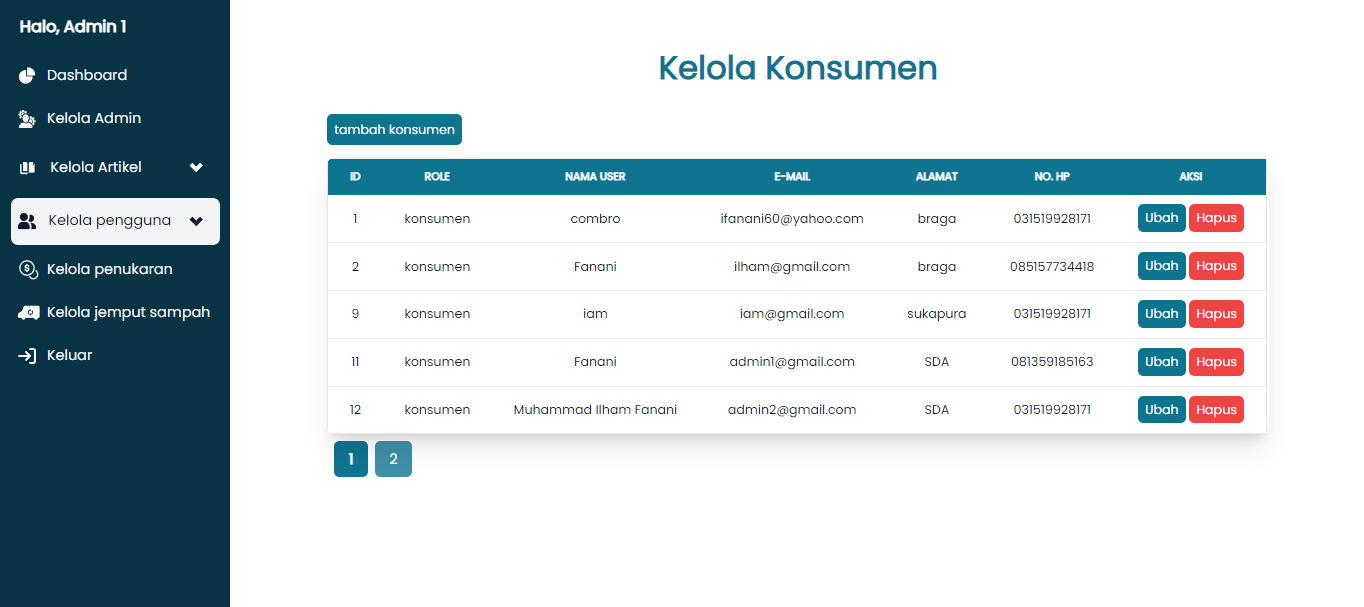 Halo, Admin 1
Dashboard
Kelola Admin
Kelola Artikel
Kelola pengguna
Kelola penukaran
Kelola jemput sampah
Keluar
Kelola Konsumen
tambah konsumen
ID ROLE NAMA USER E-MAIL ALAMAT NO. HP AKSI
1 konsumen combro ifanani60@yahoo.com braga 031519928171 Ubah Hapus
2 konsumen Fanani ilham@gmail.com braga 085157734418 Ubah Hapus
9 konsumen iam iam@gmail.com sukapura 031519928171 Ubah Hapus
11 konsumen Fanani admin1@gmail.com SDA 081359185163 Ubah Hapus
12 konsumen Muhammad Ilham Fanani admin2@gmail.com SDA 031519928171 Ubah Hapus
1 2